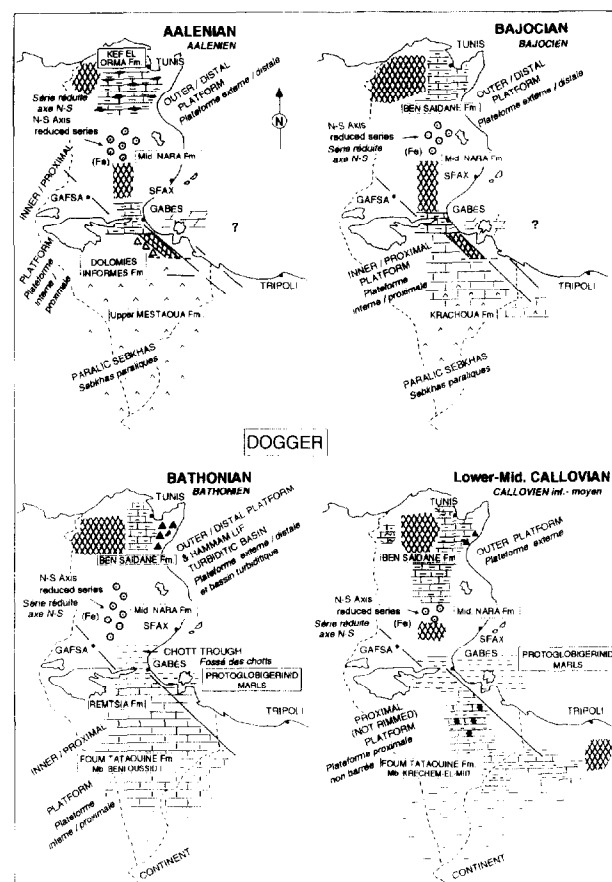 AALENIAN
AALENIEN
KEF EL
ORMA Fm.
TUNIS
OUTER / DISTAL
PLATFORM
Plateforme externe / distale
Série réduite
axe N-S
N-S Axis
reduced series
(Fe)
Mid. NARA Fm
N
SFAX
GAFSA
GABES
?
INNER / PROXIMAL
PLATFORM
Plateforme
interne /
proximale
DOLOMIES
INFORMES Fm
TRIPOLI
Upper MESTAOUA Fm.
PARALIC SEBKHAS
Sebkhas paraliques
BAJOCIAN
BAJOCIEN
TUNIS
OUTER / DISTAL
PLATFORM
Plateforme externe / distale
BEN SAIDANE Fm
N-S Axis
reduced series
Série réduite
axe N-S
(Fe)
Mid. NARA Fm
SFAX
GAFSA
GABES
?
INNER / PROXIMAL
PLATFORM
Plateforme
interne / proximale
TRIPOLI
KRACHOUA Fm
PARALIC SEBKHAS
Sebkhas paraliques
DOGGER
BATHONIAN
BATHONIEN
TUNIS
OUTER / DISTAL PLATFORM
& HAMMAM LIF
TURBIDITIC BASIN
Plateforme externe / distale
et bassin turbiditique
BEN SAIDANE Fm
N-S Axis
reduced series
Série réduite
axe N-S
(Fe)
Mid. NARA Fm
SFAX
GAFSA
CHOTT TROUGH
Fossé des chotts
GABES
PROTOGLOBIGERINID
MARLS
REMTSIA Fm
TRIPOLI
INNER / PROXIMAL
PLATFORM
Plateforme
interne / proximale
FOUM TATAOUINE Fm.
Mb BENI OUSSID I
CONTINENT
Lower-Mid. CALLOVIAN
CALLOVIEN inf.- moyen
TUNIS
OUTER PLATFORM
Plateforme externe
BEN SAIDANE Fm
N-S Axis
reduced series
Série réduite
axe N-S
(Fe)
Mid. NARA Fm
SFAX
GAFSA
GABES
PROTOGLOBIGERINID
MARLS
PROXIMAL
(NOT RIMMED)
PLATFORM
Plateforme proximale
non barrée
TRIPOLI
FOUM TATAOUINE Fm.
Mb KRECHEM-EL-MIIT
CONTINENT